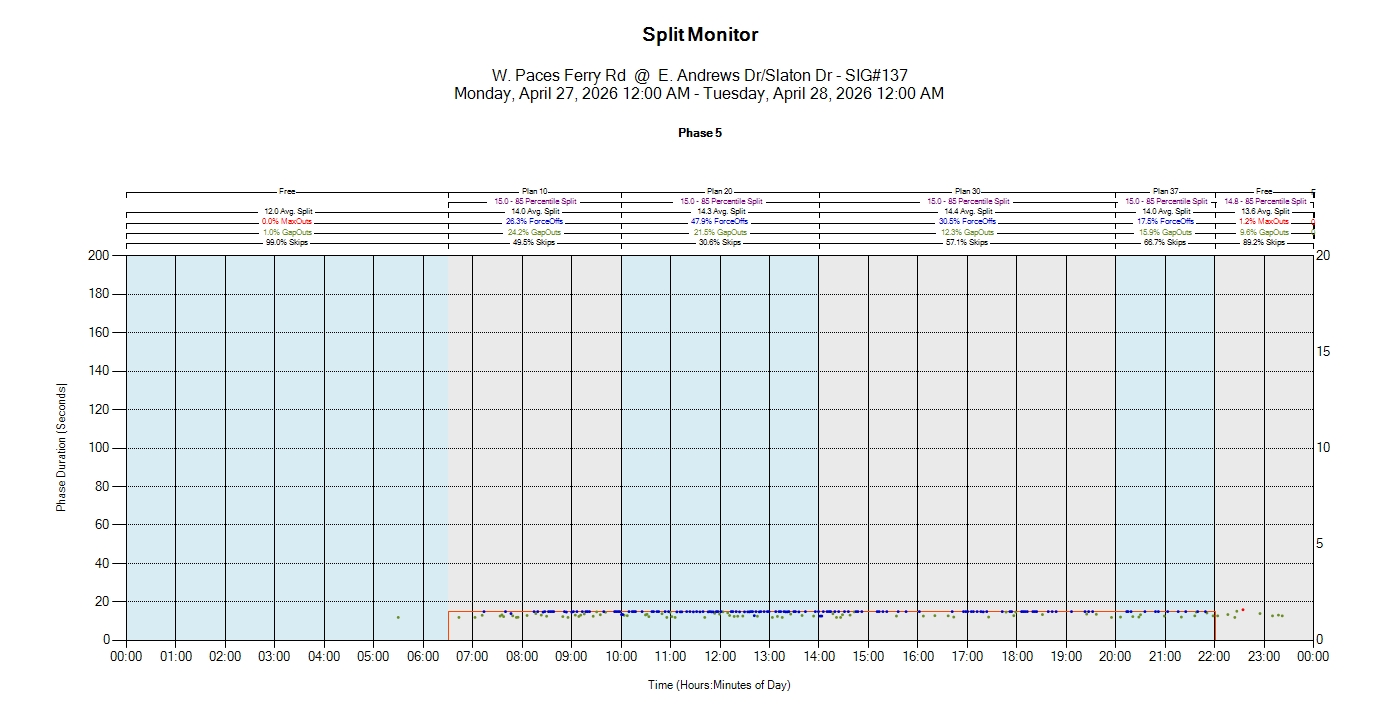 Split Monitor
W. Paces Ferry Rd @ E. Andrews Dr/Slaton Dr - SIG#137
Monday, April 27, 2026 12:00 AM - Tuesday, April 28, 2026 12:00 AM
Phase 5
Free Plan 10 Plan 20 Plan 30 Plan 37 Free
15.0 - 85 Percentile Split 15.0 - 85 Percentile Split 15.0 - 85 Percentile Split 15.0 - 85 Percentile Split 14.8 - 85 Percentile Split
12.0 Avg. Split 14.0 Avg. Split 14.3 Avg. Split 14.4 Avg. Split 14.0 Avg. Split 13.6 Avg. Split
0.0% MaxOuts 26.3% ForceOffs 47.9% ForceOffs 30.5% ForceOffs 17.5% ForceOffs 1.2% MaxOuts
1.0% GapOuts 24.2% GapOuts 21.5% GapOuts 12.3% GapOuts 15.9% GapOuts 9.6% GapOuts
99.0% Skips 49.5% Skips 30.6% Skips 57.1% Skips 66.7% Skips 89.2% Skips
200 20
180
160
15
140
120
100 10
80
60
5
40
20
0 0
Phase Duration (Seconds)
00:00 01:00 02:00 03:00 04:00 05:00 06:00 07:00 08:00 09:00 10:00 11:00 12:00 13:00 14:00 15:00 16:00 17:00 18:00 19:00 20:00 21:00 22:00 23:00 00:00
Time (Hours:Minutes of Day)